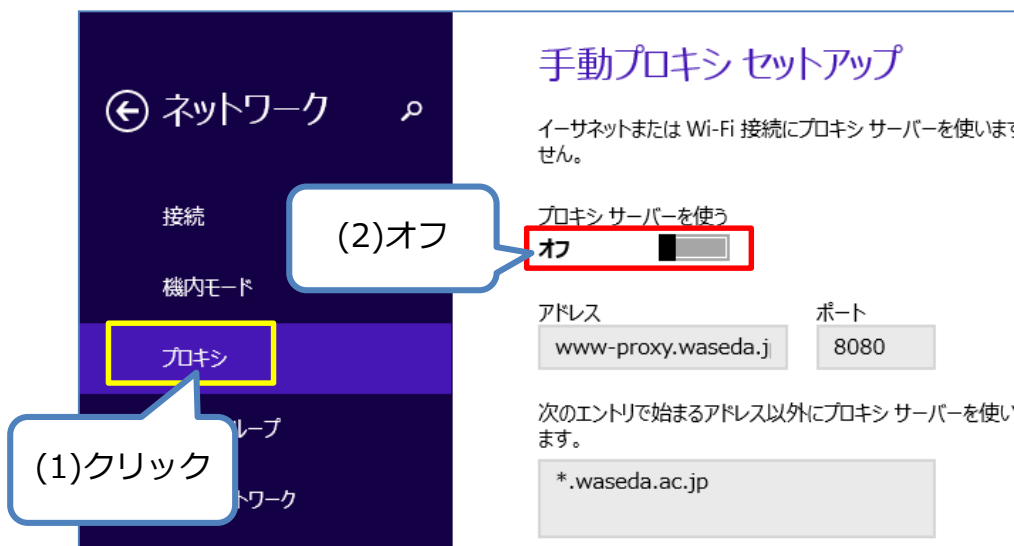 ネットワーク
接続
機内モード
プロキシ
ループ
トワーク
(1)クリック
(2)オフ
手動プロキシ セットアップ
イーサネットまたは Wi-Fi 接続にプロキシ サーバーを使います
せん。
プロキシ サーバーを使う
オフ
アドレス
ポート
www-proxy.waseda.j
8080
次のエントリで始まるアドレス以外にプロキシ サーバーを使い
ます。
*.waseda.ac.jp